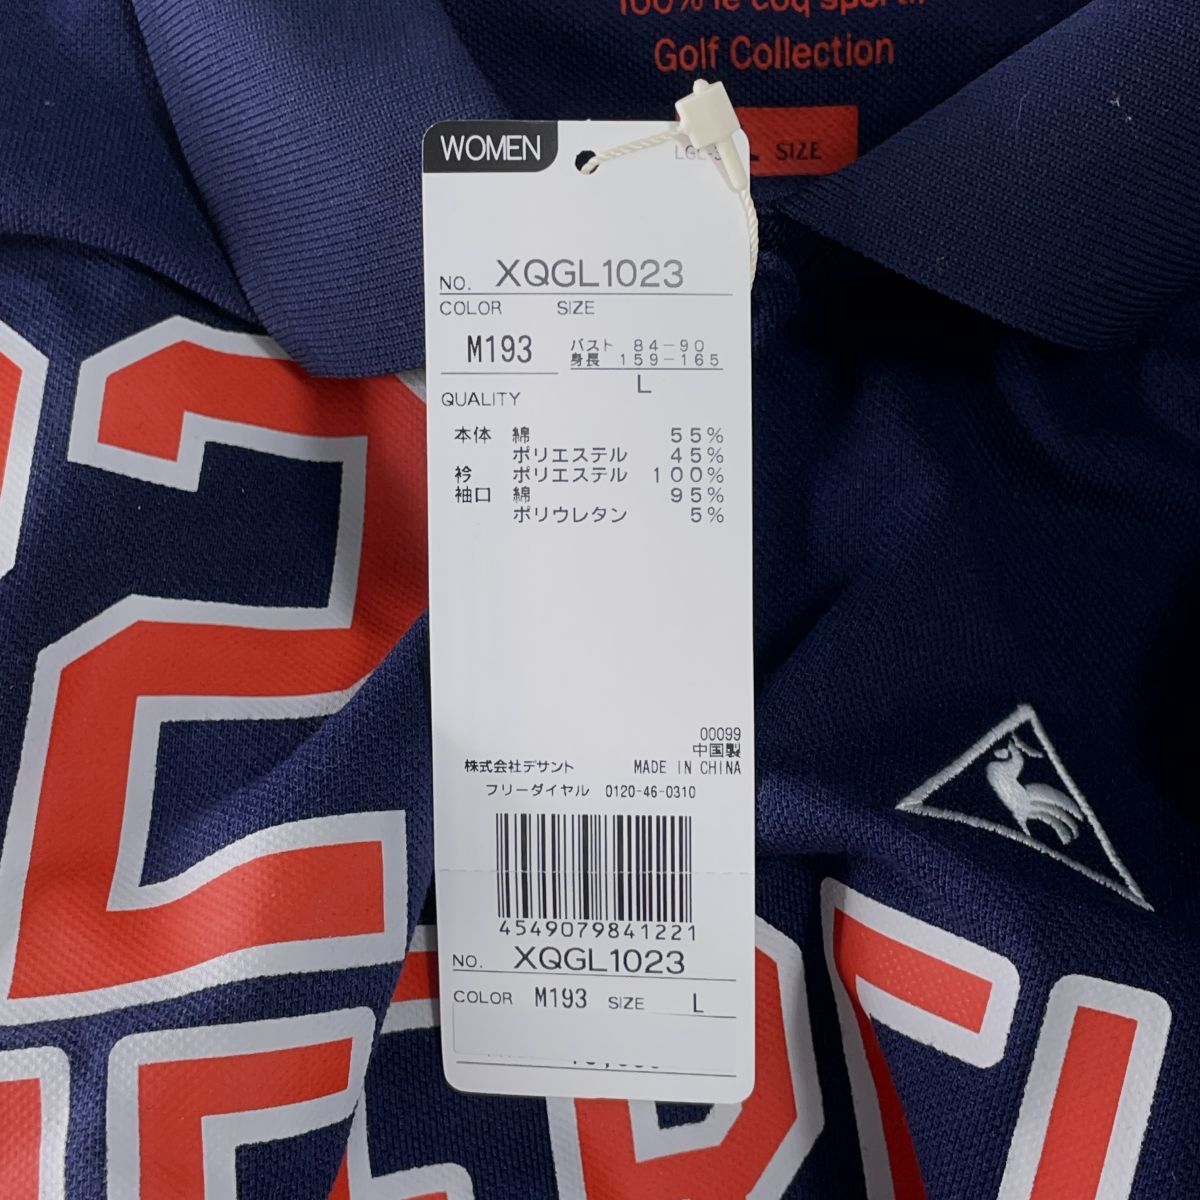 100% le coq sportif
Golf Collection
L SIZE
WOMEN
NO. XQGL1023
COLOR SIZE
M193
バスト 84-90
身長 159-165
L
QUALITY
本体 綿 55%
ポリエステル 45%
衿 ポリエステル 100%
袖口 綿 95%
ポリウレタン 5%
00099
中国製
株式会社デサント MADE IN CHINA
フリーダイヤル 0120-46-0310
4549079841221
NO. XQGL1023
COLOR M193 SIZE L